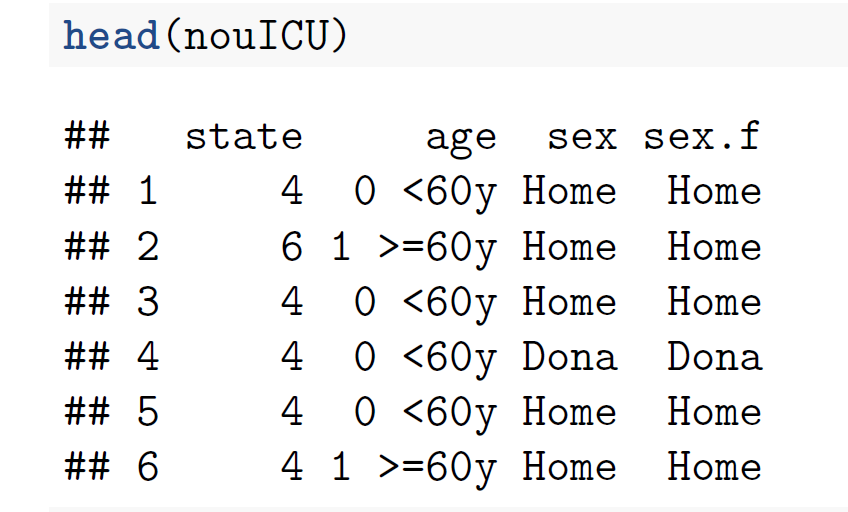 head(nouICU)
##   state     age  sex sex.f
## 1     4  0 <60y Home  Home
## 2     6 1 >=60y Home  Home
## 3     4  0 <60y Home  Home
## 4     4  0 <60y Dona  Dona
## 5     4  0 <60y Home  Home
## 6     4 1 >=60y Home  Home